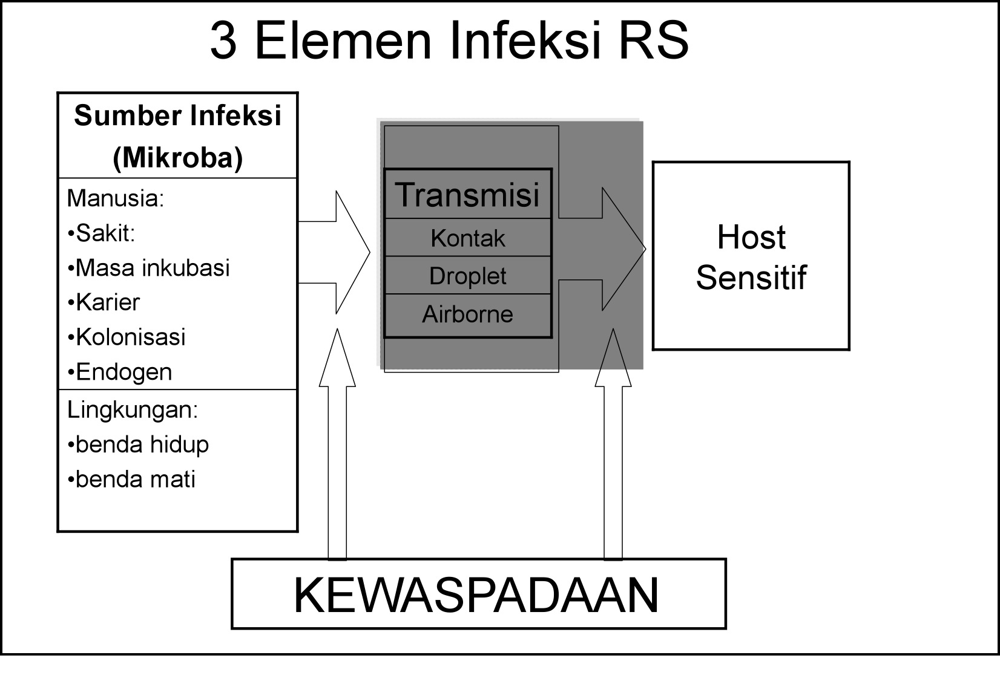 3 Elemen Infeksi RS
Sumber Infeksi
(Mikroba)
Manusia:
•Sakit:
•Masa inkubasi
•Karier
•Kolonisasi
•Endogen
Lingkungan:
•benda hidup
•benda mati
Transmisi
Kontak
Droplet
Airborne
Host
Sensitif
KEWASPADAAN